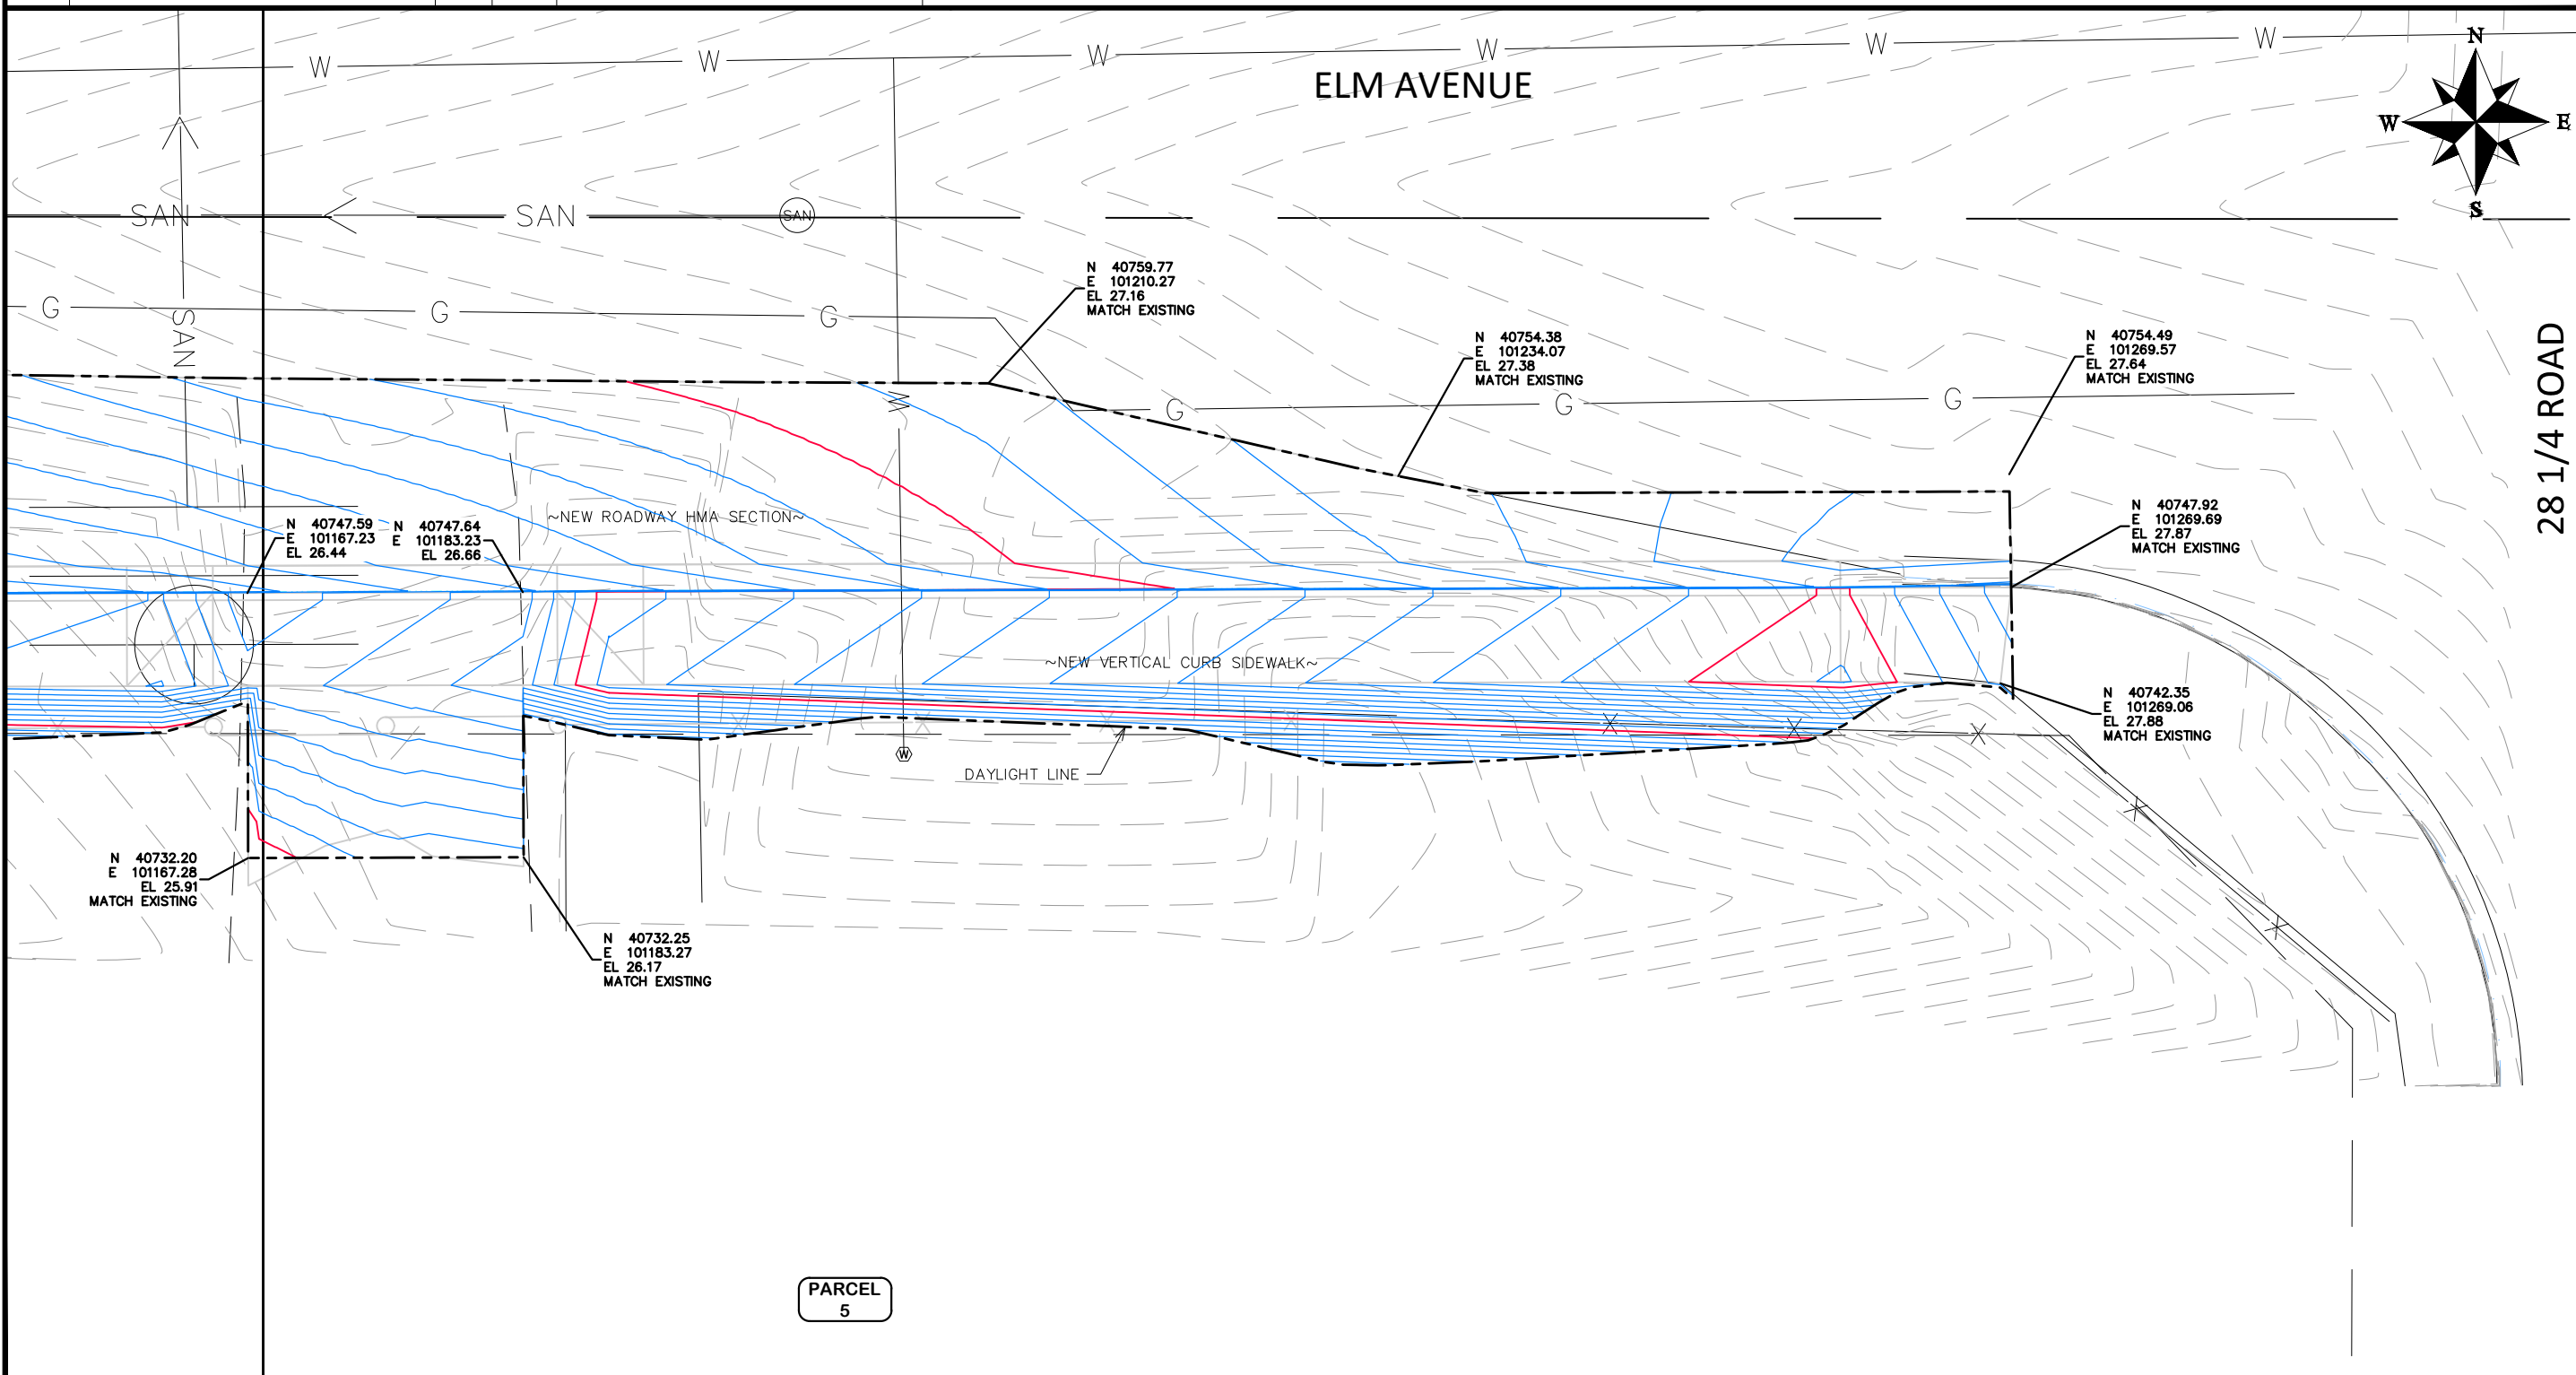 W W W W W W
ELM AVENUE
N
W E
S
SAN SAN SAN
SAN
G G G
G G G
W
N 40759.77
E 101210.27
EL 27.16
MATCH EXISTING
N 40754.38
E 101234.07
EL 27.38
MATCH EXISTING
N 40754.49
E 101269.57
EL 27.64
MATCH EXISTING
28 1/4 ROAD
N 40747.59
E 101167.23
EL 26.44
N 40747.64
E 101183.23
EL 26.66
~NEW ROADWAY HMA SECTION~
N 40747.92
E 101269.69
EL 27.87
MATCH EXISTING
~NEW VERTICAL CURB SIDEWALK~
N 40742.35
E 101269.06
EL 27.88
MATCH EXISTING
W
DAYLIGHT LINE
X X X
X
X
N 40732.20
E 101167.28
EL 25.91
MATCH EXISTING
N 40732.25
E 101183.27
EL 26.17
MATCH EXISTING
PARCEL
5